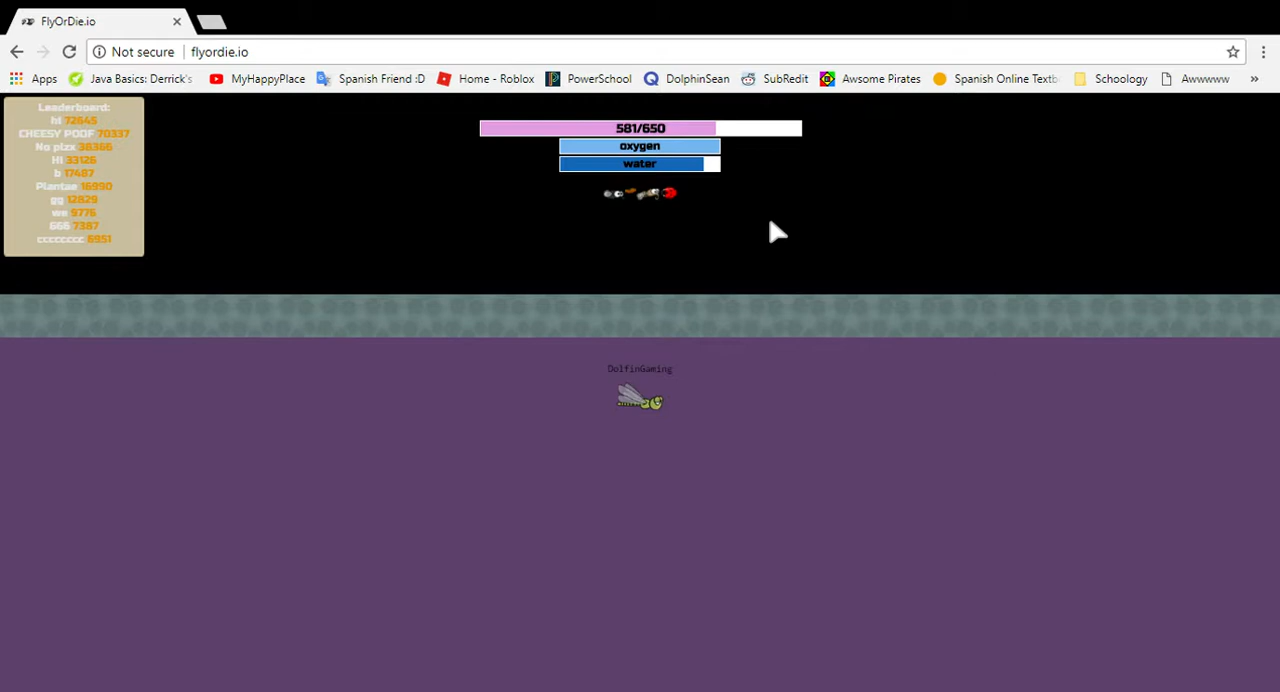 FlyOrDie.io
Not secure flyordie.io
Apps Java Basics: Derrick's MyHappyPlace Spanish Friend :D Home - Roblox PowerSchool DolphinSean SubRedit Awsome Pirates Spanish Online Textb Schoology Awwwww »
Leaderboard:
hi 72645
CHEESY POOF 70337
No plzx 38366
Hi 33126
b 17487
Plantae 16990
gg 12829
we 9776
666 7387
cccccccc 6951
581/650
oxygen
water
DolfinGaming